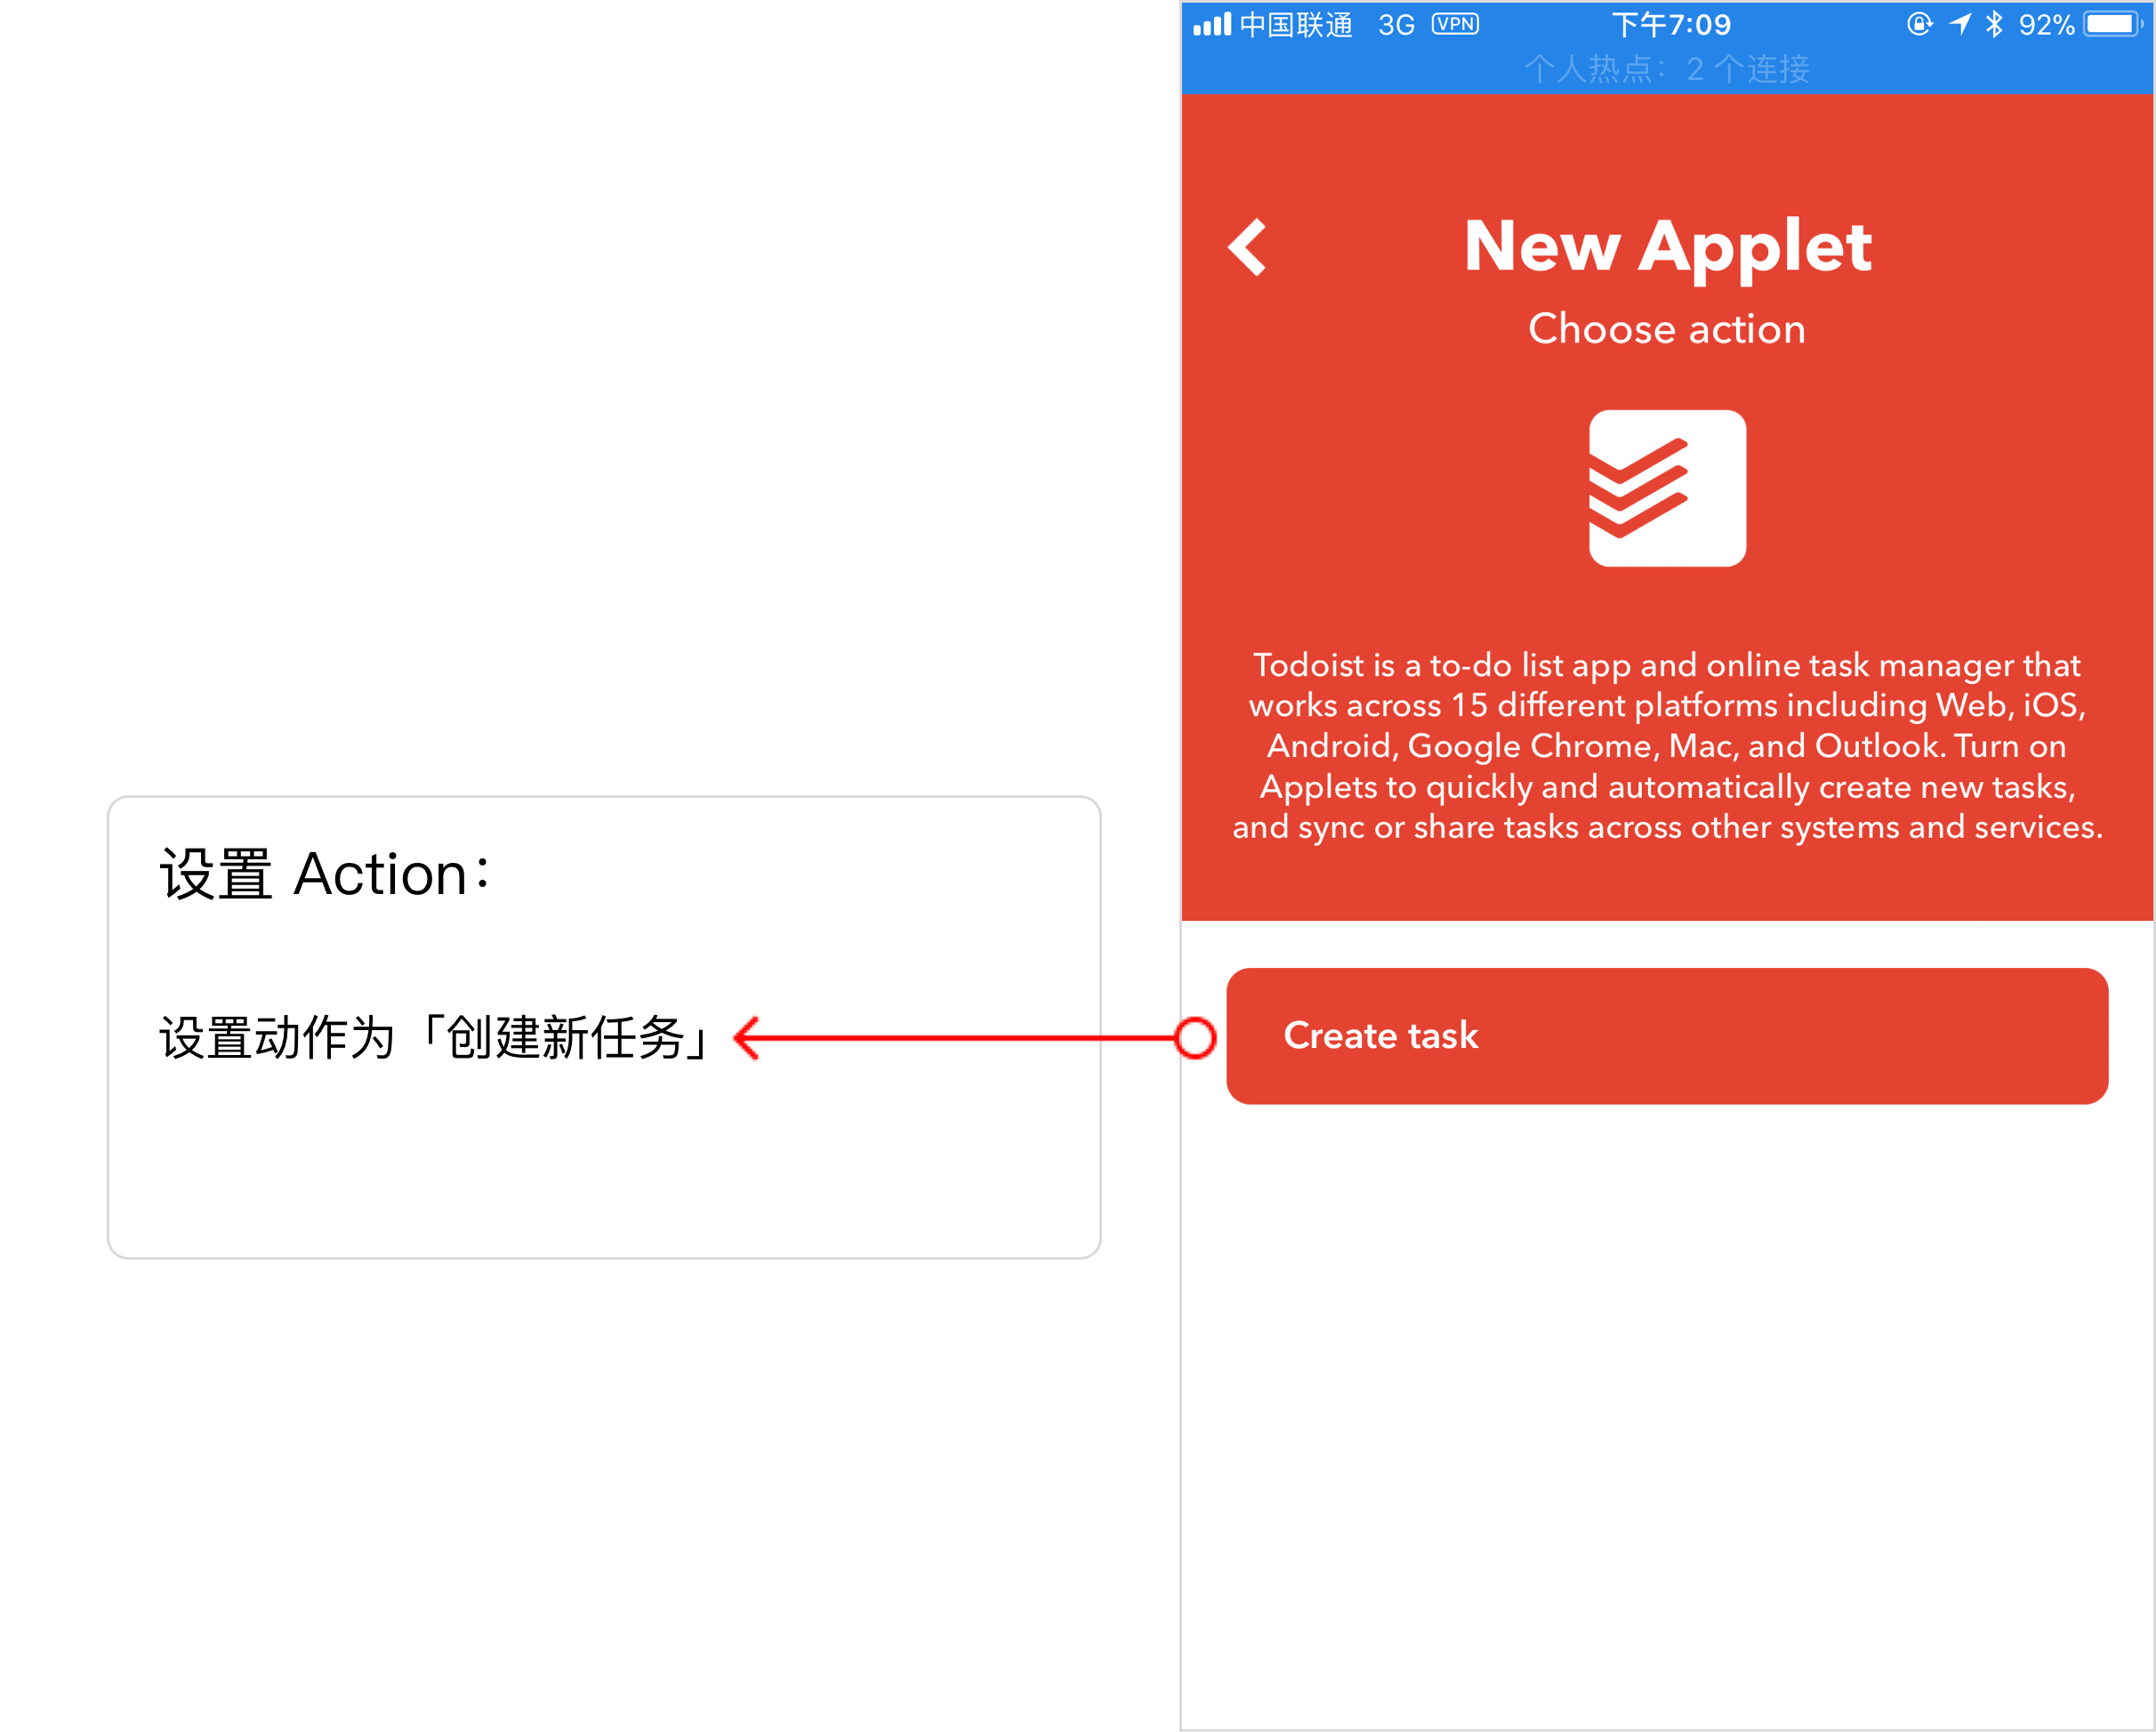 中国联通 3G VPN 下午7:09 92%
个人热点：2 个连接
New Applet
Choose action
Todoist is a to-do list app and online task manager that
works across 15 different platforms including Web, iOS,
Android, Google Chrome, Mac, and Outlook. Turn on
Applets to quickly and automatically create new tasks,
and sync or share tasks across other systems and services.
设置 Action：
设置动作为「创建新任务」
Create task